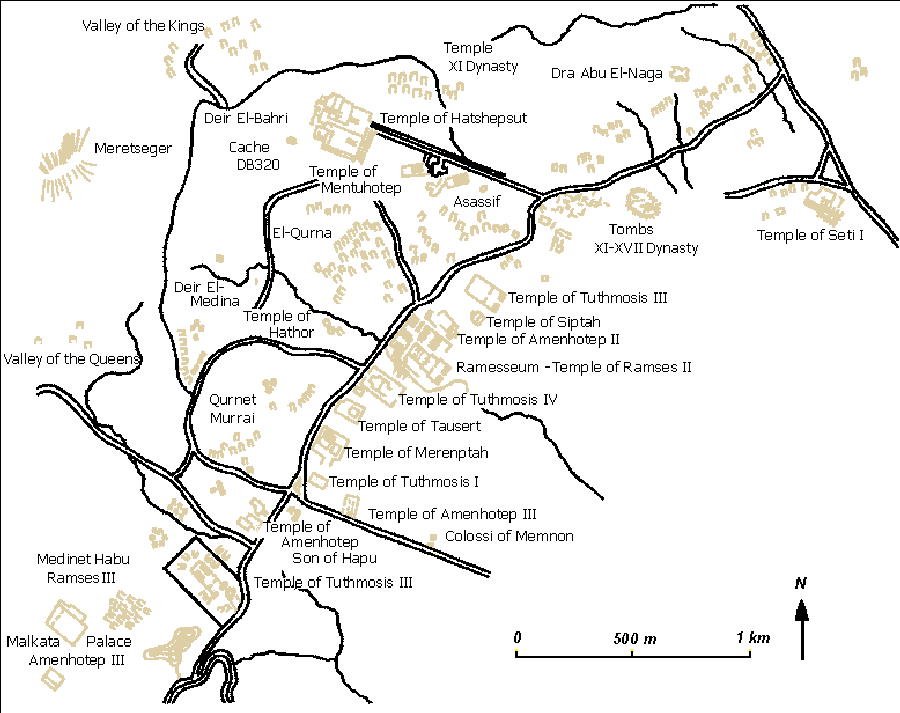 Valley of the Kings
Temple
XI Dynasty
Dra Abu El-Naga
Deir El-Bahri
Temple of Hatshepsut
Meretseger
Cache
DB320
Temple of
Mentuhotep
Asassif
El-Qurna
Tombs
XI-XVII Dynasty
Temple of Seti I
Deir El-
Medina
Temple of Tuthmosis III
Temple of
Hathor
Temple of Siptah
Temple of Amenhotep II
Valley of the Queens
Ramesseum - Temple of Ramses II
Qurnet
Murrai
Temple of Tuthmosis IV
Temple of Tausert
Temple of Merenptah
Temple of Tuthmosis I
Temple of Amenhotep III
Temple of
Amenhotep
Son of Hapu
Colossi of Memnon
Medinet Habu
Ramses III
Temple of Tuthmosis III
N
Malkata Palace
Amenhotep III
0 500 m 1 km